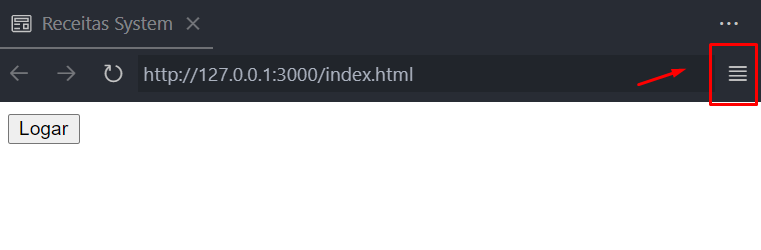 Receitas System
http://127.0.0.1:3000/index.html
Logar